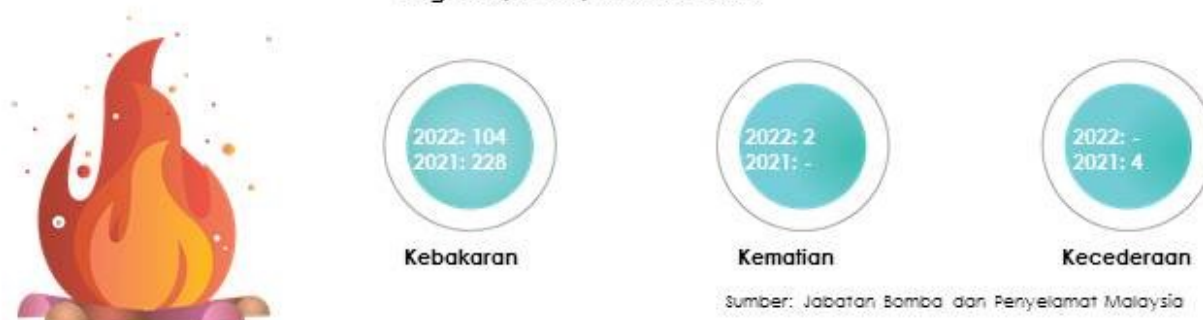 2022: 104
2021: 228
Kebakaran
2022: 2
2021: -
Kematian
2022: -
2021: 4
Kecederaan
Sumber: Jabatan Bomba dan Penyelamat Malaysia